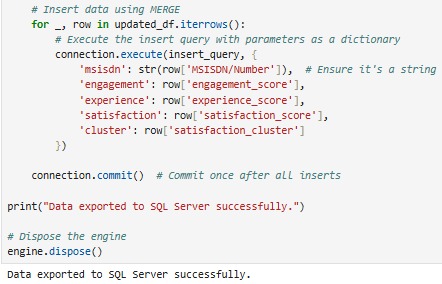 # Insert data using MERGE
for _, row in updated_df.iterrows():
# Execute the insert query with parameters as a dictionary
connection.execute(insert_query, {
'msisdn': str(row['MSISDN/Number']),  # Ensure it's a string
'engagement': row['engagement_score'],
'experience': row['experience_score'],
'satisfaction': row['satisfaction_score'],
'cluster': row['satisfaction_cluster']
})
connection.commit()  # Commit once after all inserts
print("Data exported to SQL Server successfully.")
# Dispose the engine
engine.dispose()
Data exported to SQL Server successfully.